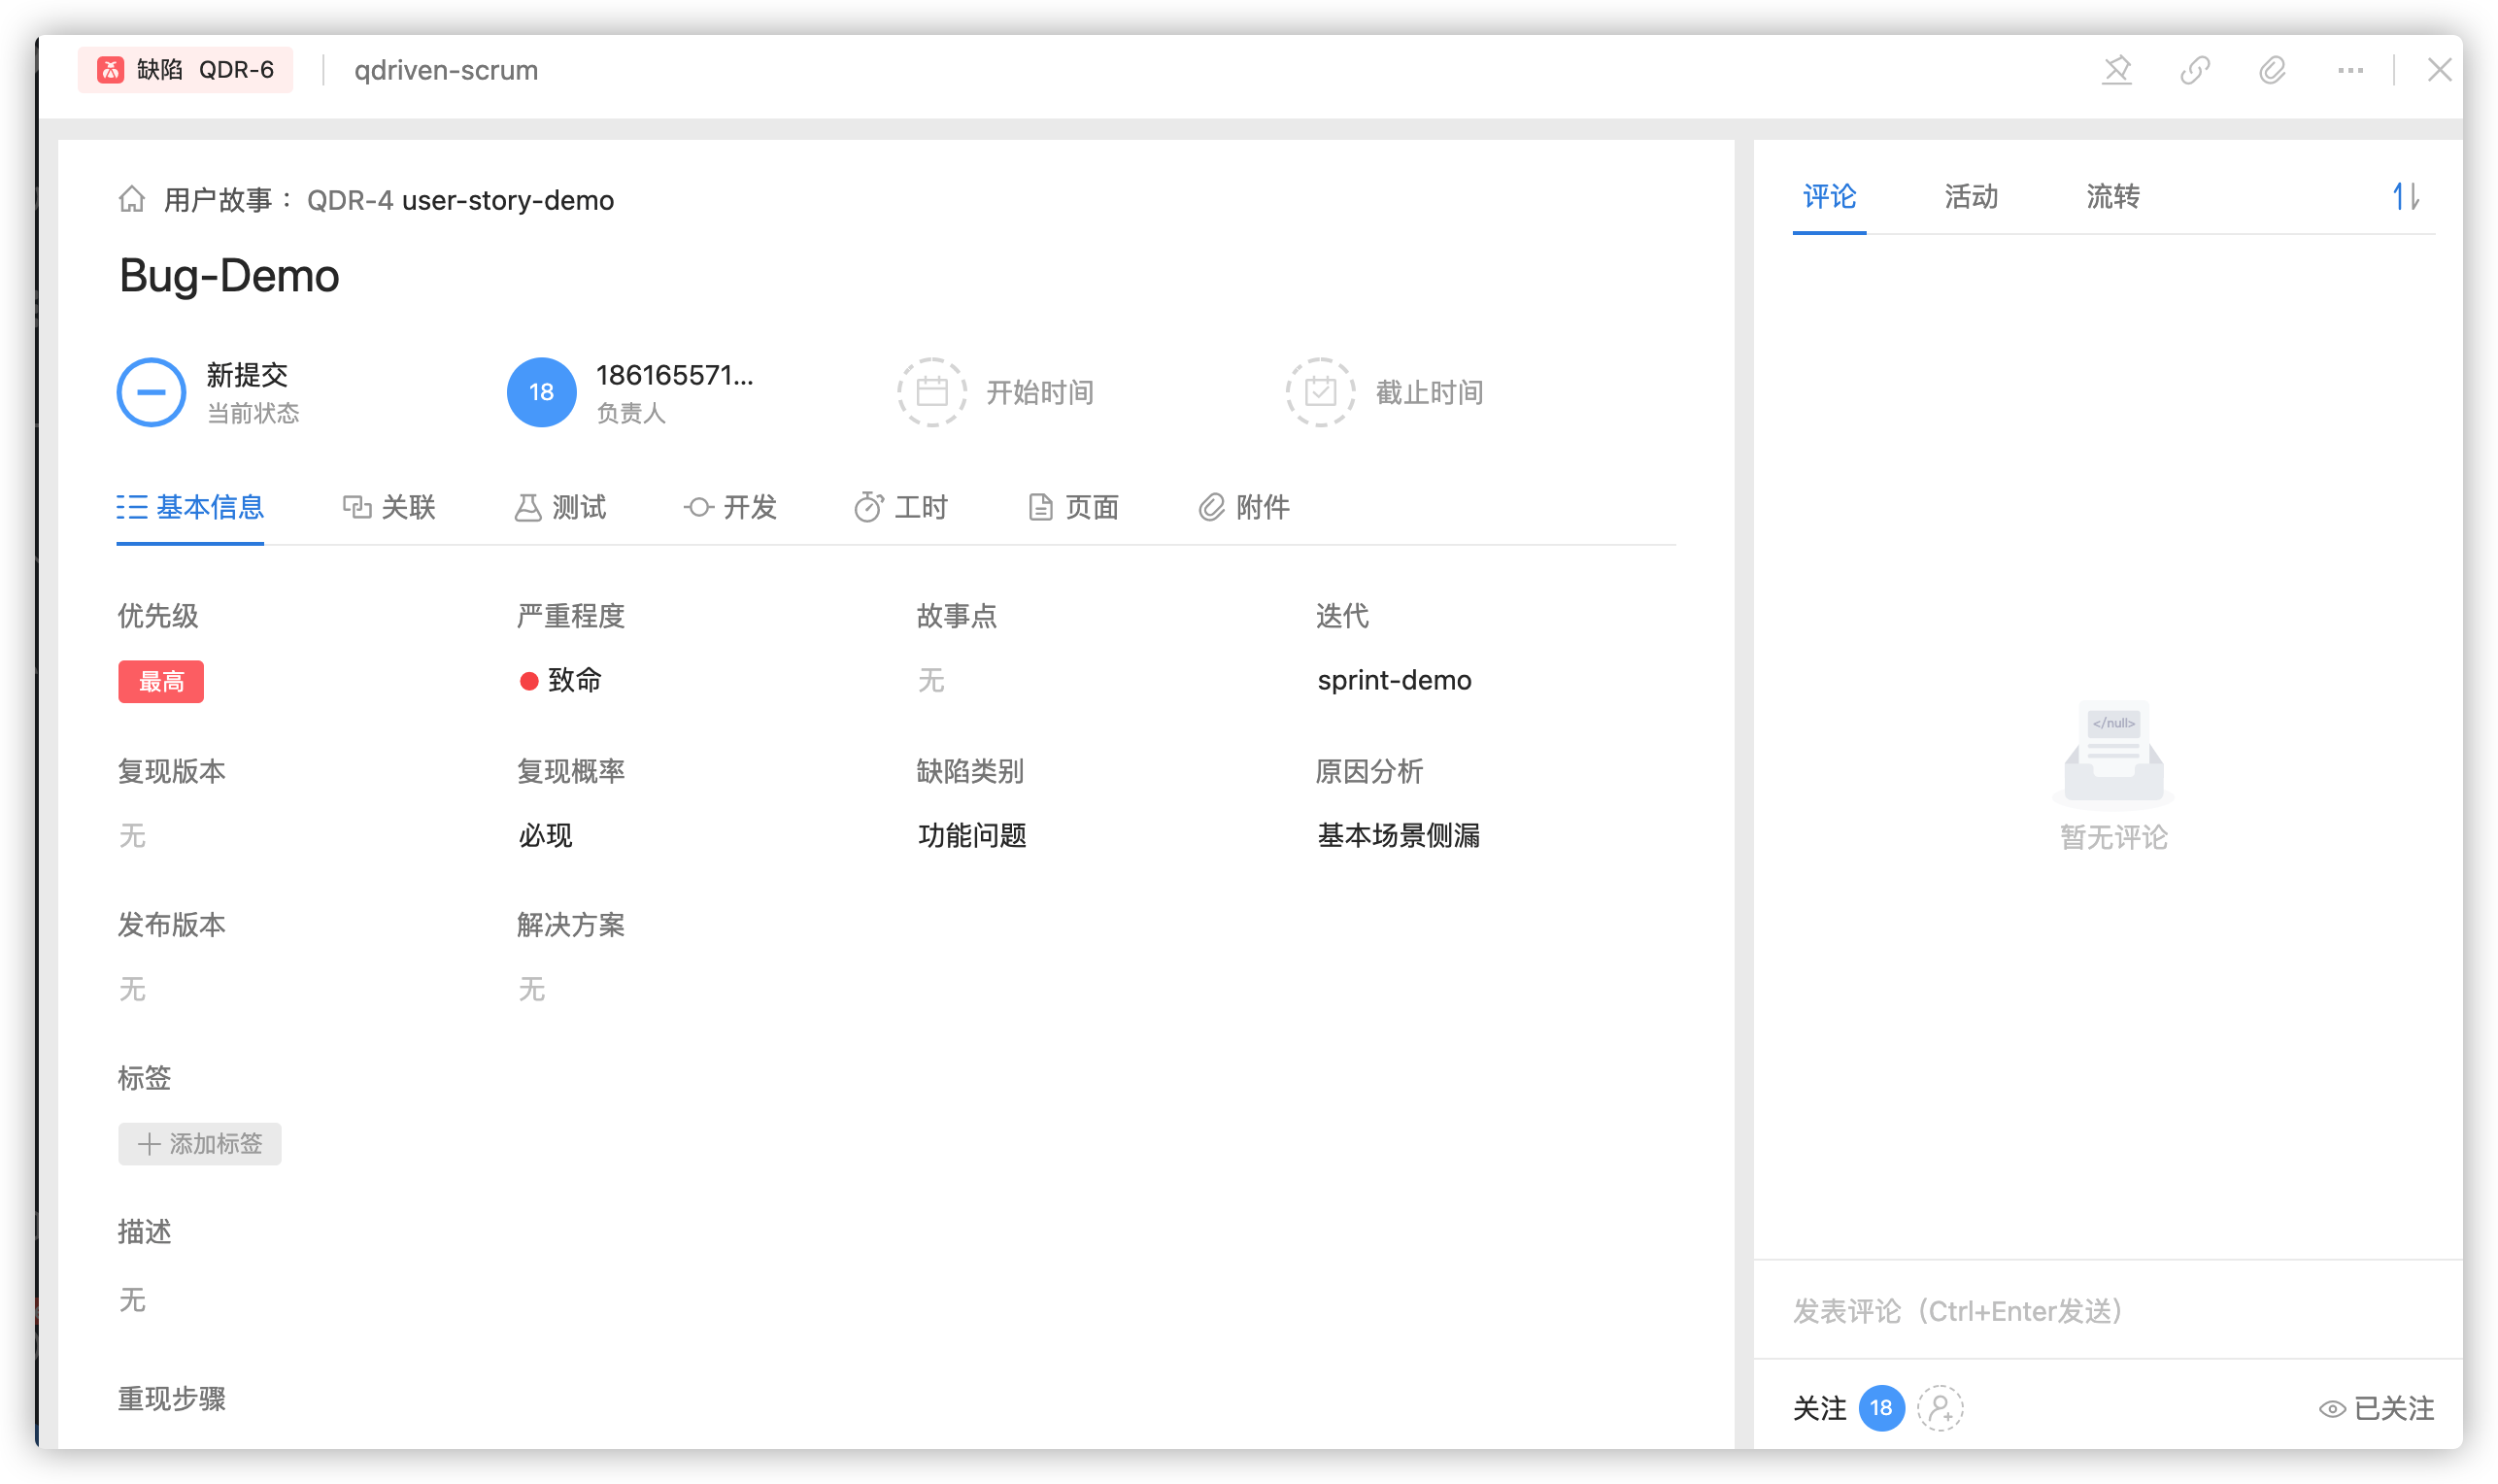 缺陷 QDR-6 qdriven-scrum
用户故事： QDR-4 user-story-demo
Bug-Demo
新提交
当前状态
18
186165571...
负责人
开始时间
截止时间
基本信息 关联 测试 开发 工时 页面 附件
优先级 严重程度 故事点 迭代
最高 致命 无 sprint-demo
复现版本 复现概率 缺陷类别 原因分析
无 必现 功能问题 基本场景侧漏
发布版本 解决方案
无 无
标签
添加标签
描述
无
重现步骤
评论 活动 流转
</null>
暂无评论
发表评论（Ctrl+Enter发送）
关注 18 已关注